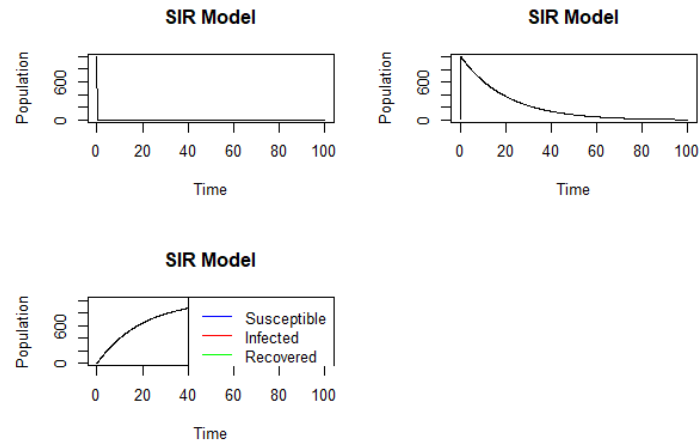 SIR Model
Population
600
0
0 20 40 60 80 100
Time
SIR Model
Population
600
0
0 20 40 60 80 100
Time
SIR Model
Population
600
0
Susceptible
Infected
Recovered
0 20 40 60 80 100
Time